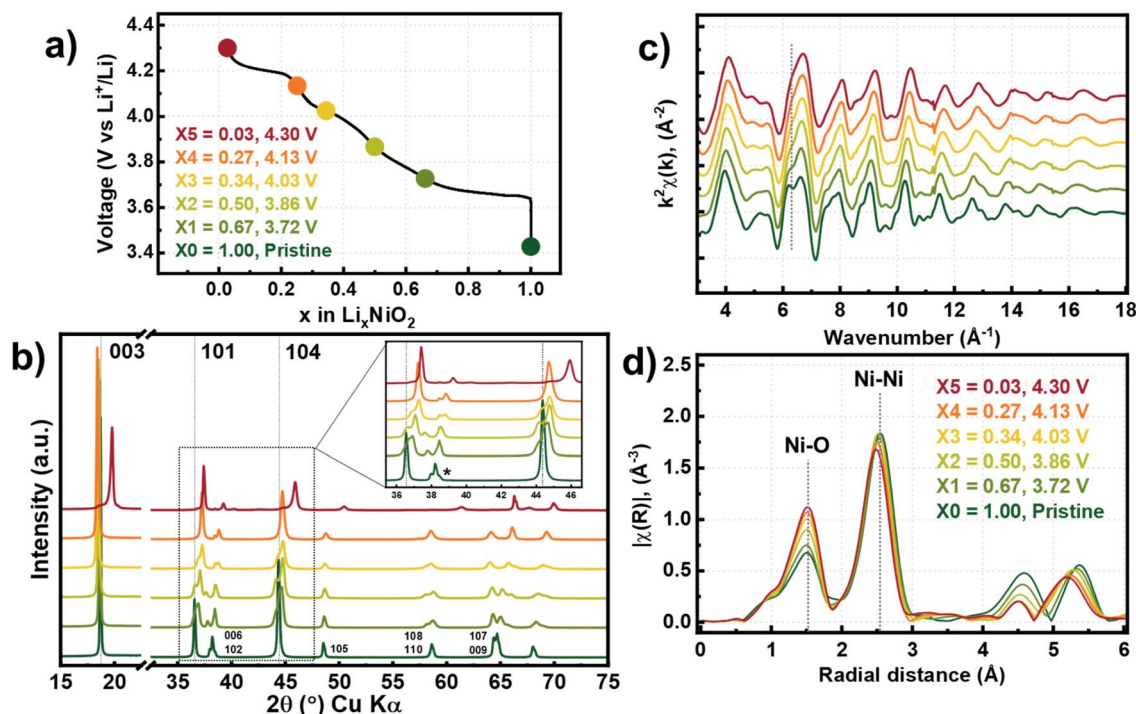 a)
4.4
4.2
4.0
3.8
3.6
3.4
Voltage (V vs Li⁺/Li)
X5 = 0.03, 4.30 V
X4 = 0.27, 4.13 V
X3 = 0.34, 4.03 V
X2 = 0.50, 3.86 V
X1 = 0.67, 3.72 V
X0 = 1.00, Pristine
0.0 0.2 0.4 0.6 0.8 1.0
x in LiₓNiO₂
c)
k²χ(k), (Å⁻²)
4 6 8 10 12 14 16 18
Wavenumber (Å⁻¹)
b)
003 101 104
Intensity (a.u.)
*
36 38 40 42 44 46
006
102
105
108
110
107
009
15 20 35 40 45 50 55 60 65 70 75
2θ (°) Cu Kα
d)
2.5
2.0
1.5
1.0
0.5
0.0
|χ(R)|, (Å⁻³)
Ni-O
Ni-Ni
X5 = 0.03, 4.30 V
X4 = 0.27, 4.13 V
X3 = 0.34, 4.03 V
X2 = 0.50, 3.86 V
X1 = 0.67, 3.72 V
X0 = 1.00, Pristine
0 1 2 3 4 5 6
Radial distance (Å)